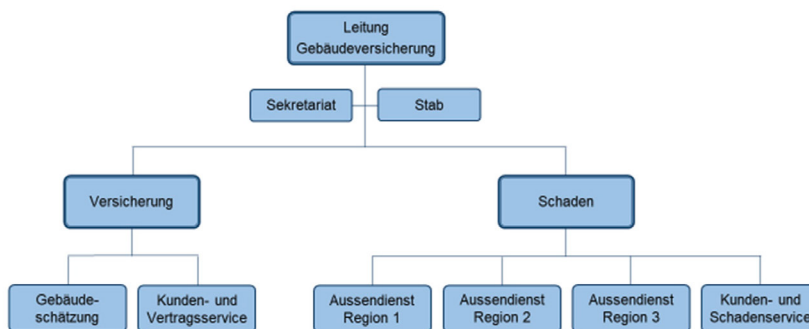 Leitung
Gebäudeversicherung
Sekretariat
Stab
Versicherung
Schaden
Gebäude-
schätzung
Kunden- und
Vertragsservice
Aussendienst
Region 1
Aussendienst
Region 2
Aussendienst
Region 3
Kunden- und
Schadenservice